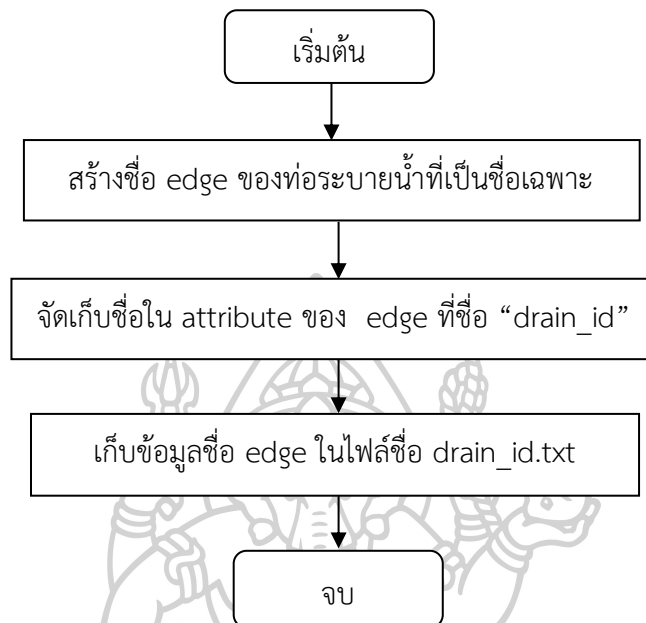 เริ่มต้น
สร้างชื่อ edge ของท่อระบายน้ำที่เป็นชื่อเฉพาะ
จัดเก็บชื่อใน attribute ของ edge ที่ชื่อ “drain_id”
เก็บข้อมูลชื่อ edge ในไฟล์ชื่อ drain_id.txt
จบ